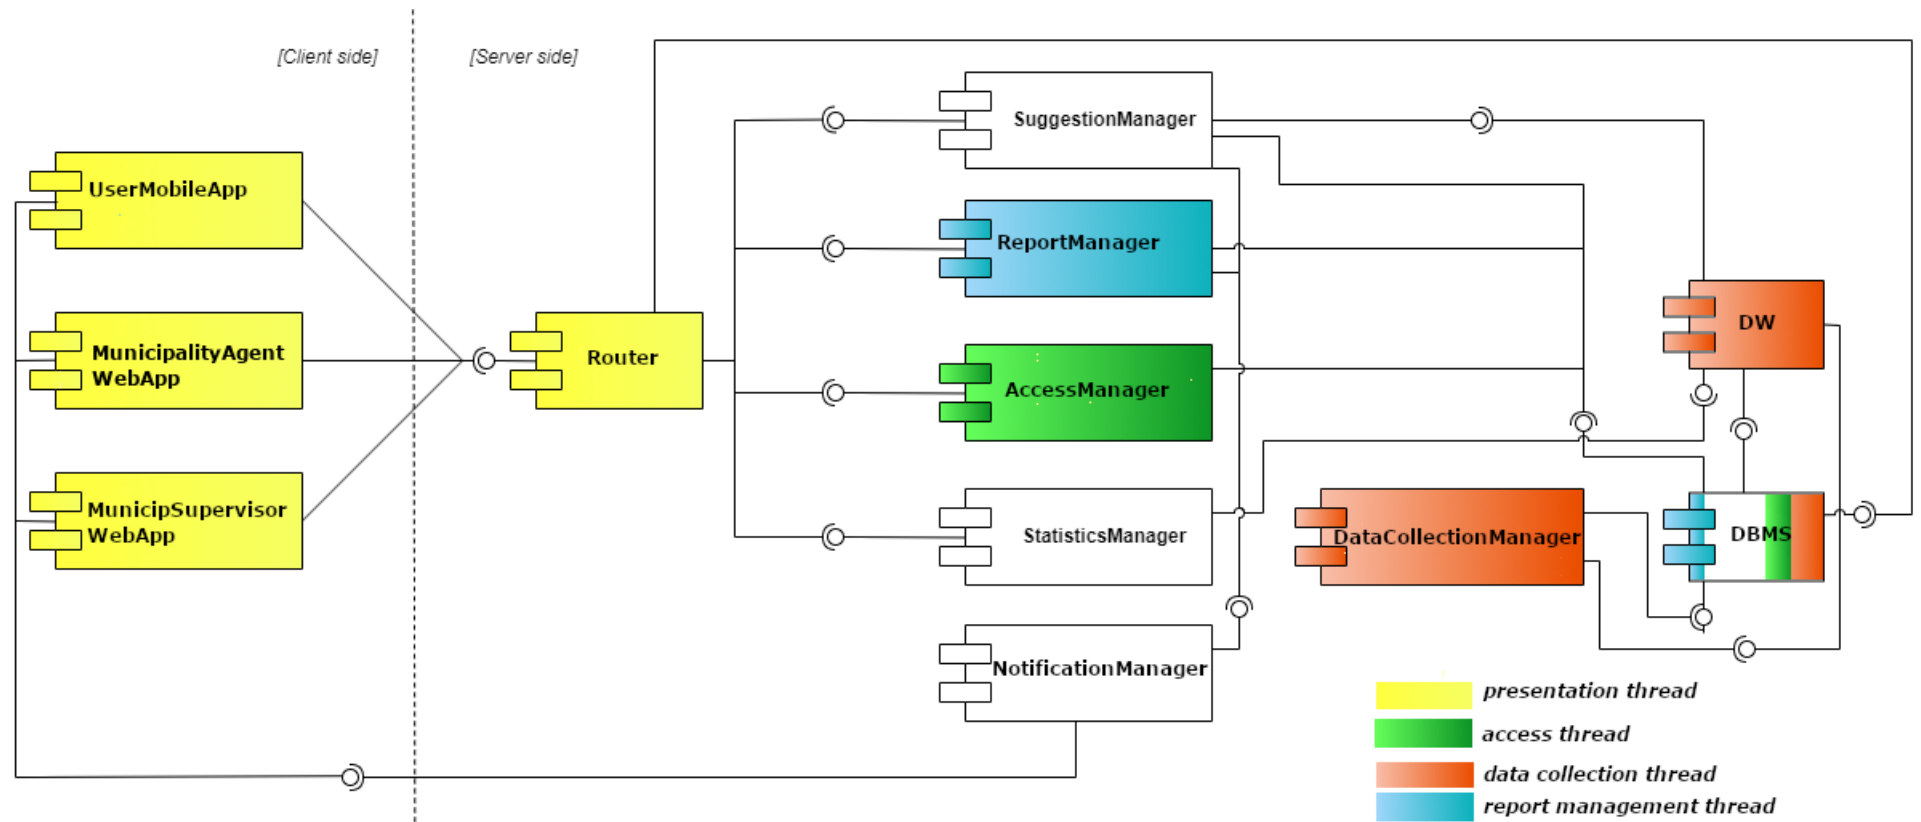 [Client side]
[Server side]
SuggestionManager
UserMobileApp
ReportManager
DW
MunicipalityAgent
WebApp
Router
AccessManager
MunicipSupervisor
WebApp
StatisticsManager
DataCollectionManager
DBMS
NotificationManager
presentation thread
access thread
data collection thread
report management thread